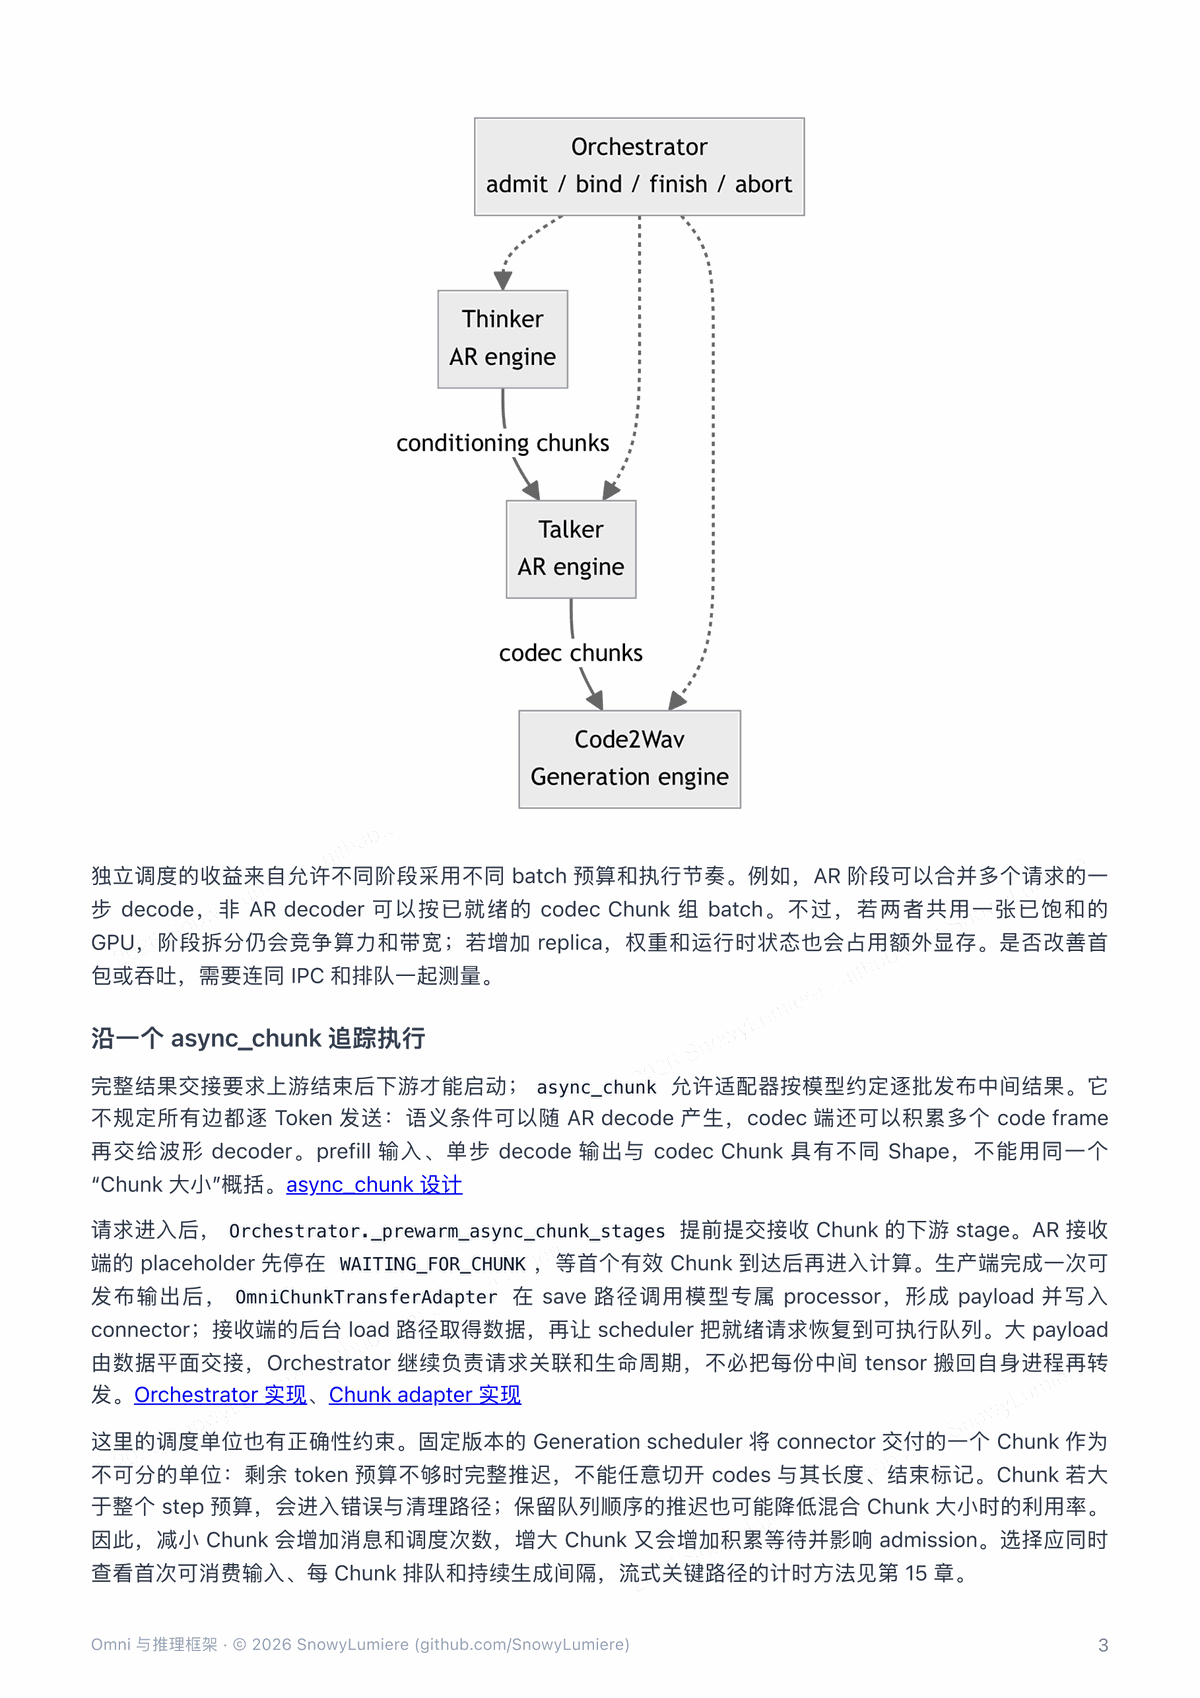 Orchestrator
admit / bind / finish / abort
Thinker
AR engine
conditioning chunks
Talker
AR engine
codec chunks
Code2Wav
Generation engine
独立调度的收益来自允许不同阶段采用不同 batch 预算和执行节奏。例如，AR 阶段可以合并多个请求的一
步 decode，非 AR decoder 可以按已就绪的 codec Chunk 组 batch。不过，若两者共用一张已饱和的
GPU，阶段拆分仍会竞争算力和带宽；若增加 replica，权重和运行时状态也会占用额外显存。是否改善首
包或吞吐，需要连同 IPC 和排队一起测量。
沿一个 async_chunk 追踪执行
完整结果交接要求上游结束后下游才能启动； async_chunk 允许适配器按模型约定逐批发布中间结果。它
不规定所有边都逐 Token 发送：语义条件可以随 AR decode 产生，codec 端还可以积累多个 code frame
再交给波形 decoder。prefill 输入、单步 decode 输出与 codec Chunk 具有不同 Shape，不能用同一个
“Chunk 大小”概括。async_chunk 设计
请求进入后， Orchestrator._prewarm_async_chunk_stages 提前提交接收 Chunk 的下游 stage。AR 接收
端的 placeholder 先停在 WAITING_FOR_CHUNK ，等首个有效 Chunk 到达后再进入计算。生产端完成一次可
发布输出后， OmniChunkTransferAdapter 在 save 路径调用模型专属 processor，形成 payload 并写入
connector；接收端的后台 load 路径取得数据，再让 scheduler 把就绪请求恢复到可执行队列。大 payload
由数据平面交接，Orchestrator 继续负责请求关联和生命周期，不必把每份中间 tensor 搬回自身进程再转
发。Orchestrator 实现、Chunk adapter 实现
这里的调度单位也有正确性约束。固定版本的 Generation scheduler 将 connector 交付的一个 Chunk 作为
不可分的单位：剩余 token 预算不够时完整推迟，不能任意切开 codes 与其长度、结束标记。Chunk 若大
于整个 step 预算，会进入错误与清理路径；保留队列顺序的推迟也可能降低混合 Chunk 大小时的利用率。
因此，减小 Chunk 会增加消息和调度次数，增大 Chunk 又会增加积累等待并影响 admission。选择应同时
查看首次可消费输入、每 Chunk 排队和持续生成间隔，流式关键路径的计时方法见第 15 章。
Omni 与推理框架 · © 2026 SnowyLumiere (github.com/SnowyLumiere)
3